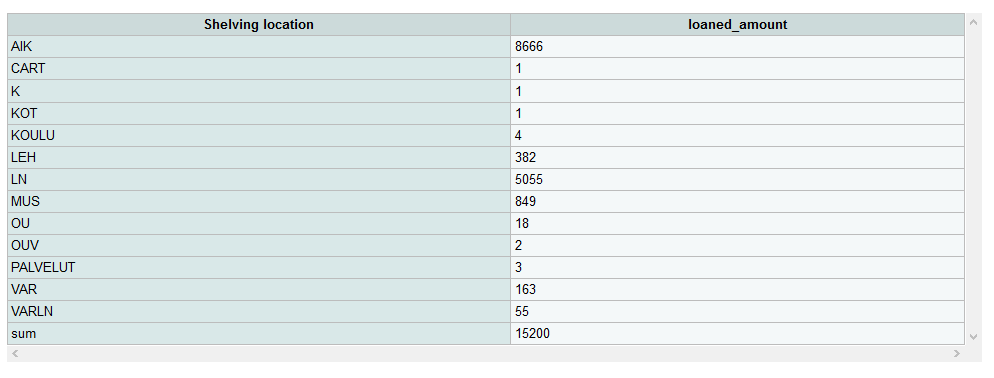 Shelving location loaned_amount
AIK 8666
CART 1
K 1
KOT 1
KOULU 4
LEH 382
LN 5055
MUS 849
OU 18
OUV 2
PALVELUT 3
VAR 163
VARLN 55
sum 15200